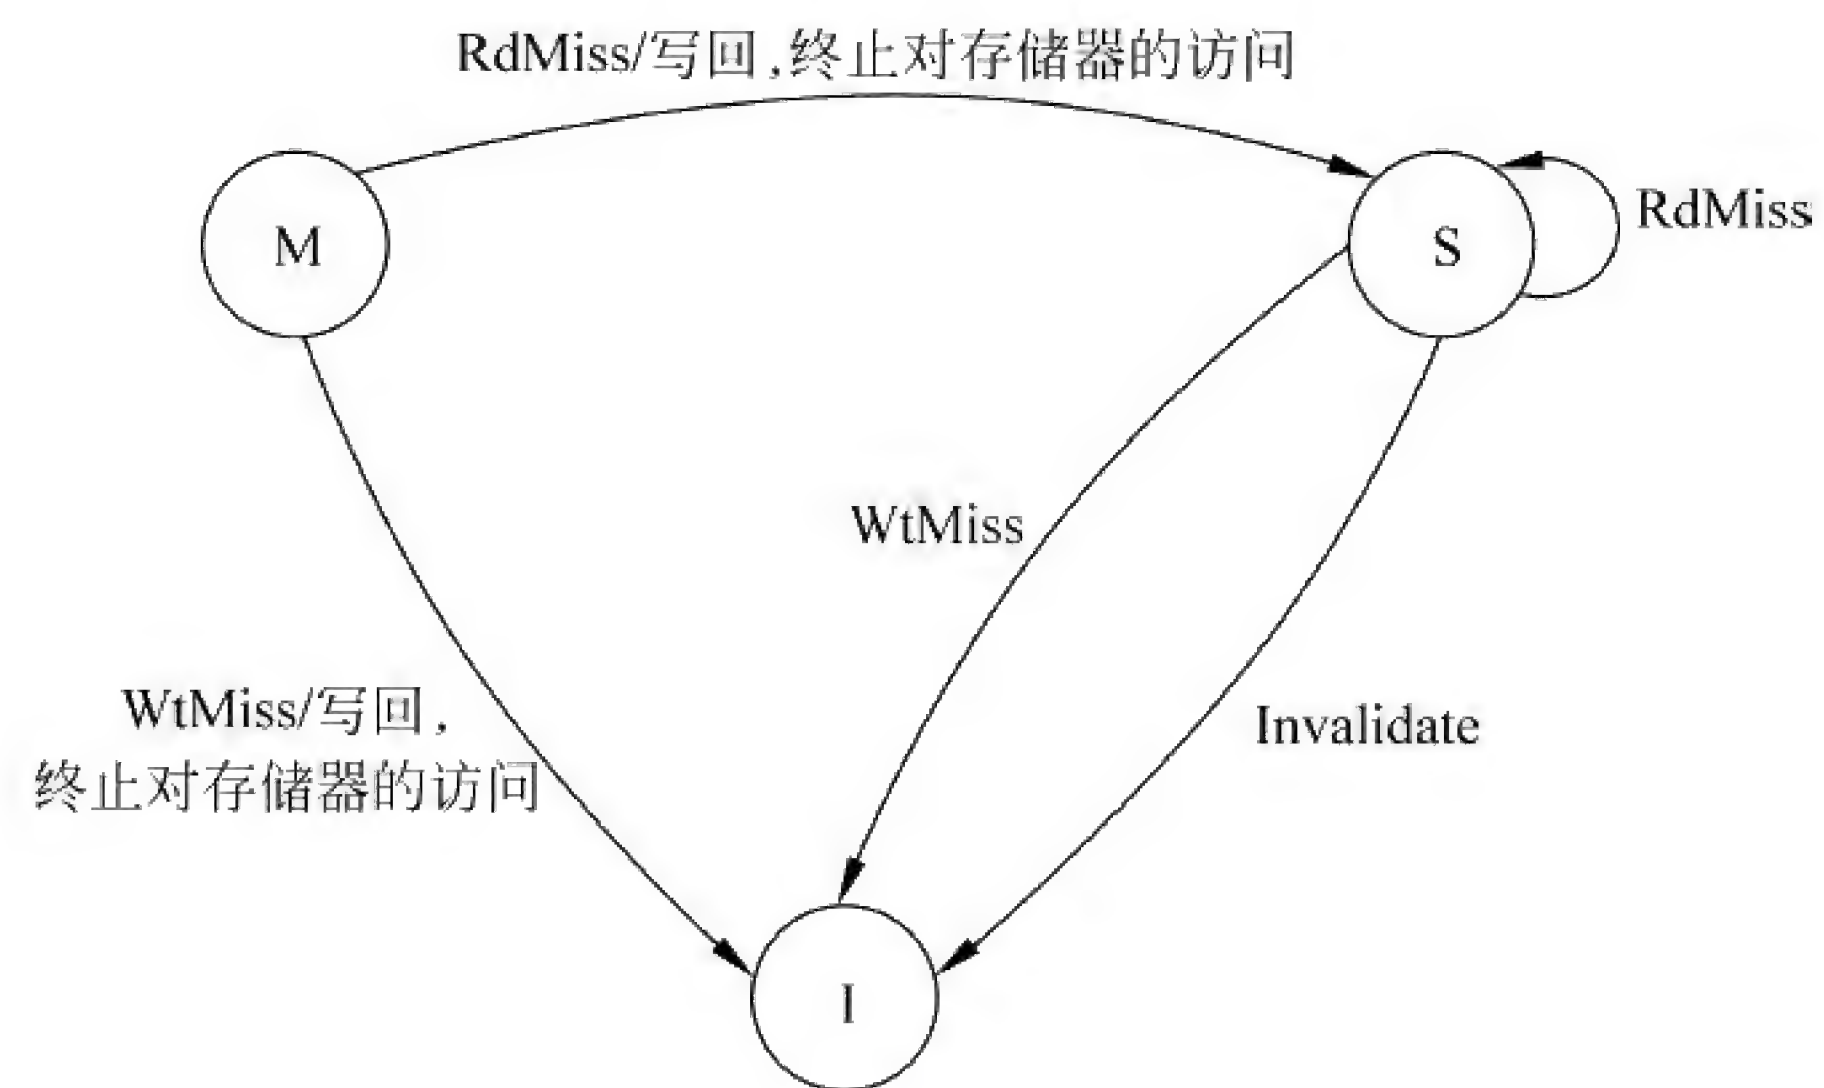 RdMiss/写回,终止对存储器的访问
M
S
RdMiss
WtMiss
WtMiss/写回,
终止对存储器的访问
Invalidate
I